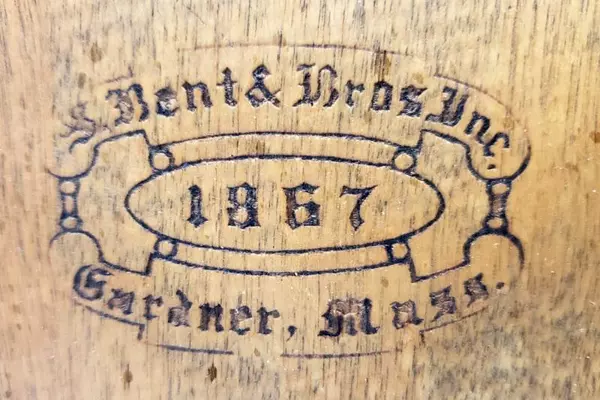 S. Bent & Bros Inc.
1867
Gardner, Mass.